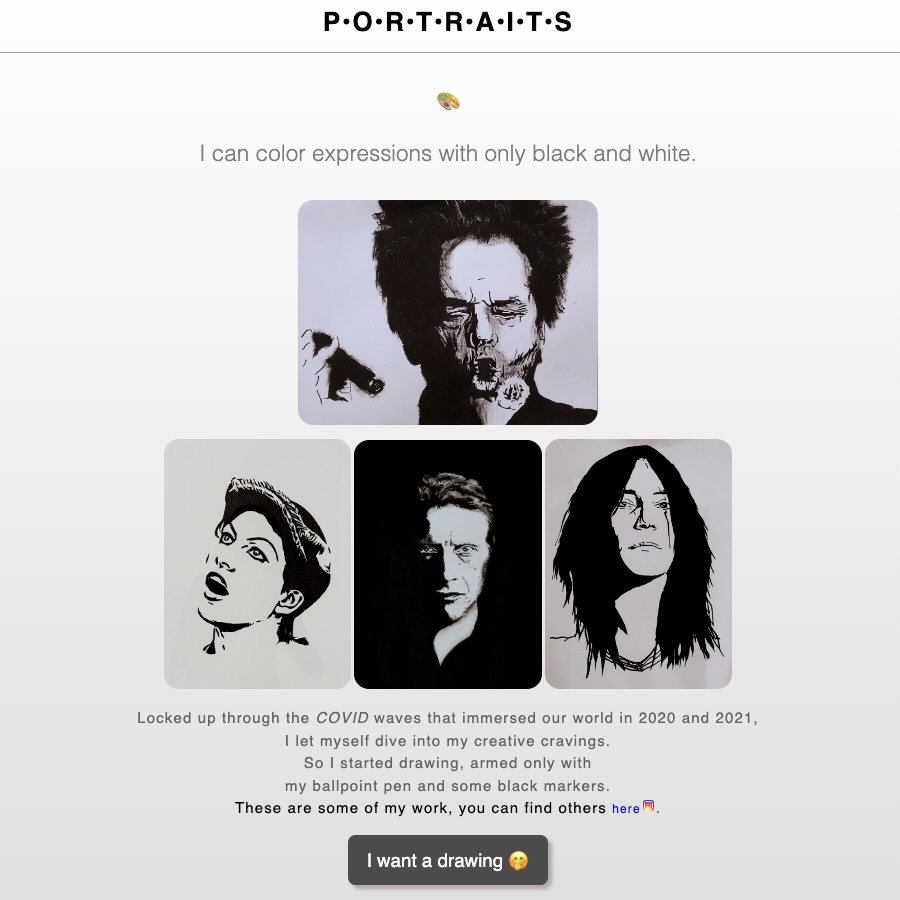 P•O•R•T•R•A•I•T•S
I can color expressions with only black and white.
Locked up through the COVID waves that immersed our world in 2020 and 2021,
I let myself dive into my creative cravings.
So I started drawing, armed only with
my ballpoint pen and some black markers.
These are some of my work, you can find others here.
I want a drawing 🤭